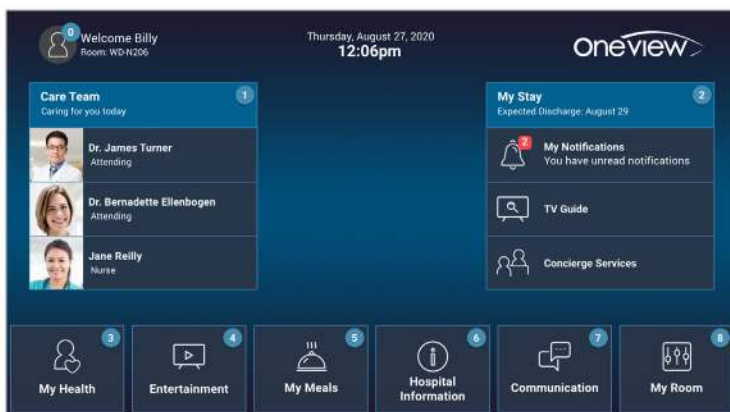 0
Welcome Billy
Room: WD-N206
Thursday, August 27, 2020
12:06pm
Oneview
Care Team
1
Caring for you today
Dr. James Turner
Attending
Dr. Bernadette Ellenbogen
Attending
Jane Reilly
Nurse
My Stay
2
Expected Discharge: August 29
2
My Notifications
You have unread notifications
TV Guide
Concierge Services
3
My Health
4
Entertainment
5
My Meals
6
Hospital
Information
7
Communication
8
My Room